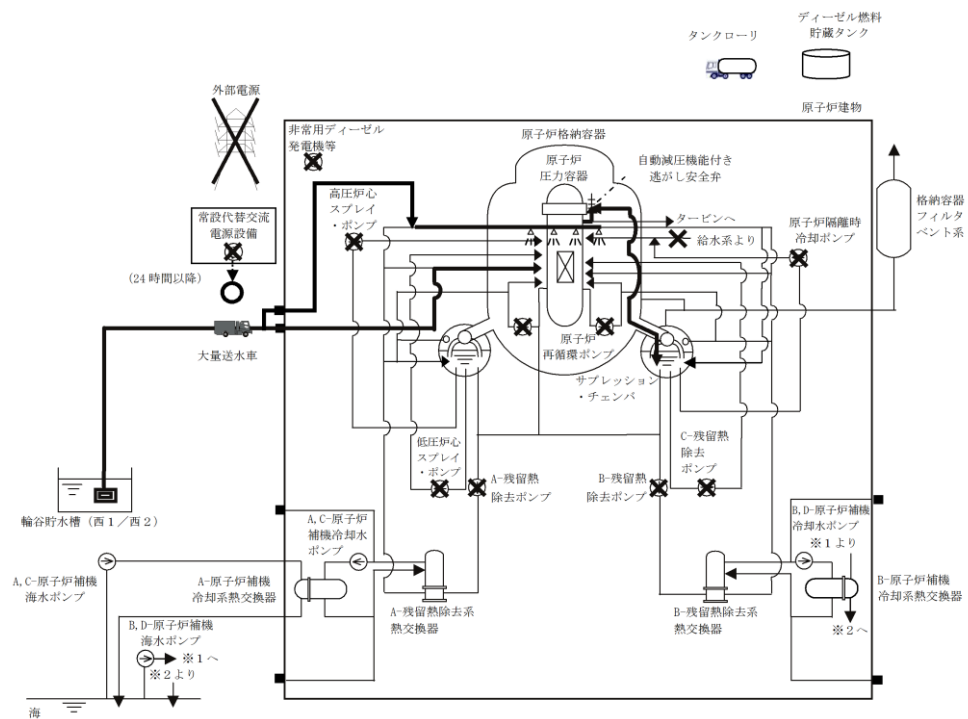 ディーゼル燃料
貯蔵タンク
タンクローリ
外部電源
原子炉建物
非常用ディーゼル
発電機等
原子炉格納容器
原子炉
圧力容器
自動減圧機能付き
逃がし安全弁
高圧炉心
スプレイ
・ポンプ
常設代替交流
電源設備
(24時間以降)
タービンへ
給水系より
原子炉隔離時
冷却ポンプ
格納容器
フィルタ
ベント系
大量送水車
原子炉
再循環ポンプ
サプレッション
・チェンバ
低圧炉心
スプレイ
・ポンプ
A-残留熱
除去ポンプ
B-残留熱
除去ポンプ
C-残留熱
除去
ポンプ
輪谷貯水槽（西１／西２）
A,C-原子炉
補機冷却水
ポンプ
B,D-原子炉補機
冷却水ポンプ
※１より
A,C-原子炉補機
海水ポンプ
A-原子炉補機
冷却系熱交換器
A-残留熱除去系
熱交換器
B-残留熱除去系
熱交換器
B-原子炉補機
冷却系熱交換器
B,D-原子炉補機
海水ポンプ
※１へ
※２より
※２へ
海